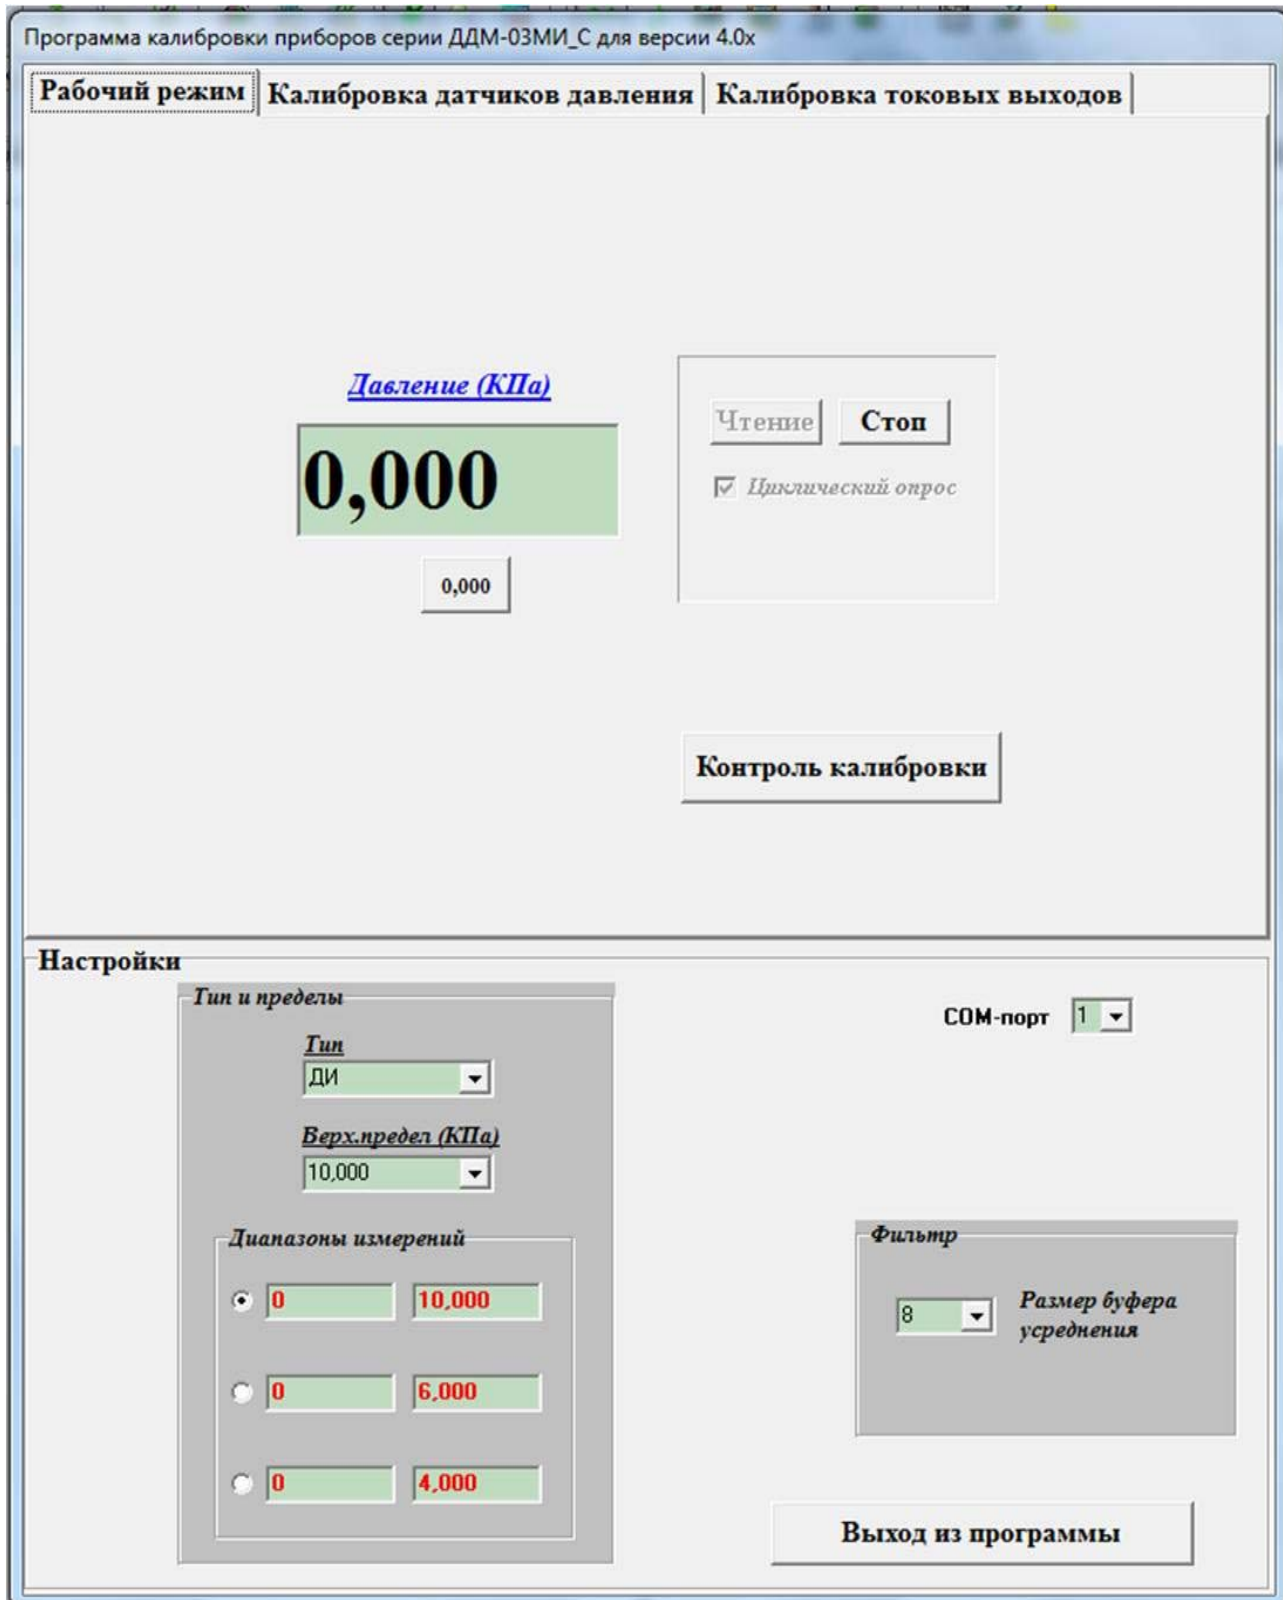 Программа калибровки приборов серии ДДМ-03МИ_С для версии 4.0x
Рабочий режим Калибровка датчиков давления Калибровка токовых выходов
Давление (КПа)
0,000
0,000
Чтение Стоп
Циклический опрос
Контроль калибровки
Настройки
Тип и пределы
Тип
ДИ
Верх.предел (КПа)
10,000
Диапазоны измерений
0 10,000
0 6,000
0 4,000
COM-порт 1
Фильтр
8
Размер буфера
усреднения
Выход из программы